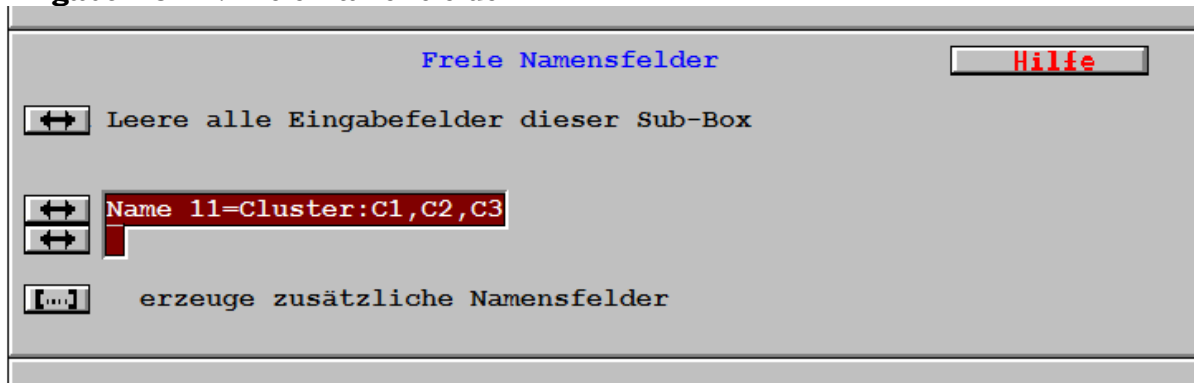 Freie Namensfelder
Hilfe
Leere alle Eingabefelder dieser Sub-Box
Name 11=Cluster:C1,C2,C3
[....] erzeuge zusätzliche Namensfelder